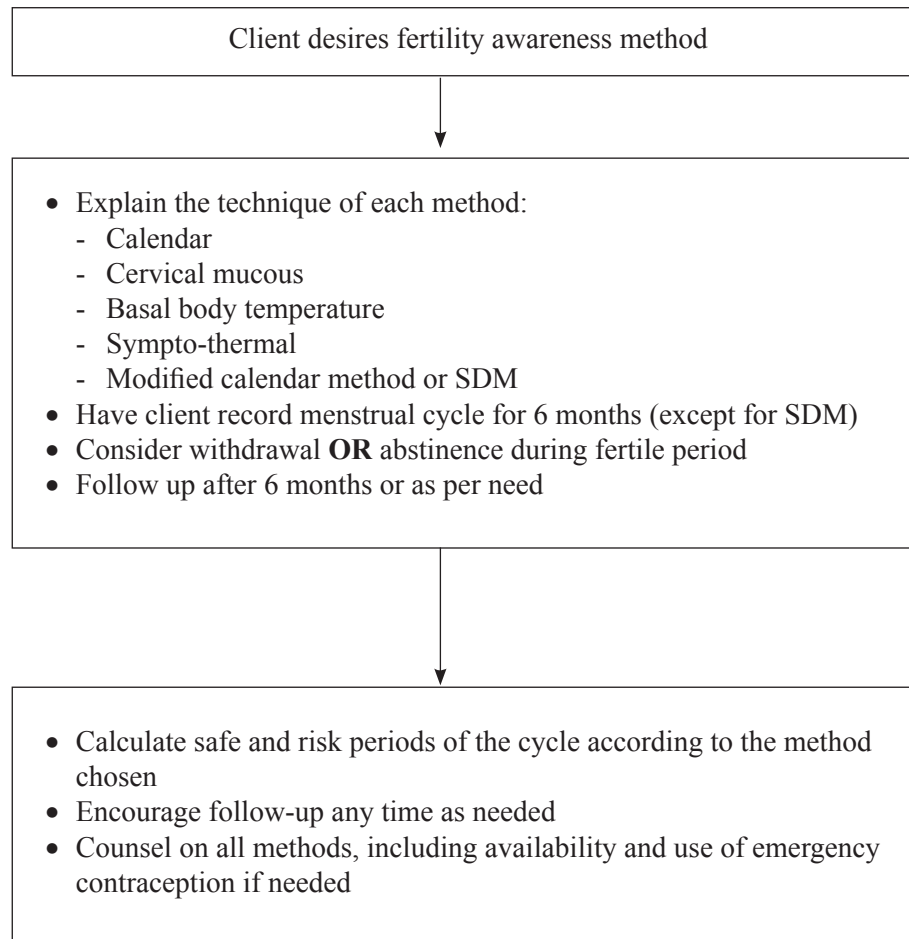 Client desires fertility awareness method
• Explain the technique of each method:
- Calendar
- Cervical mucous
- Basal body temperature
- Sympto-thermal
- Modified calendar method or SDM
• Have client record menstrual cycle for 6 months (except for SDM)
• Consider withdrawal OR abstinence during fertile period
• Follow up after 6 months or as per need
• Calculate safe and risk periods of the cycle according to the method
chosen
• Encourage follow-up any time as needed
• Counsel on all methods, including availability and use of emergency
contraception if needed